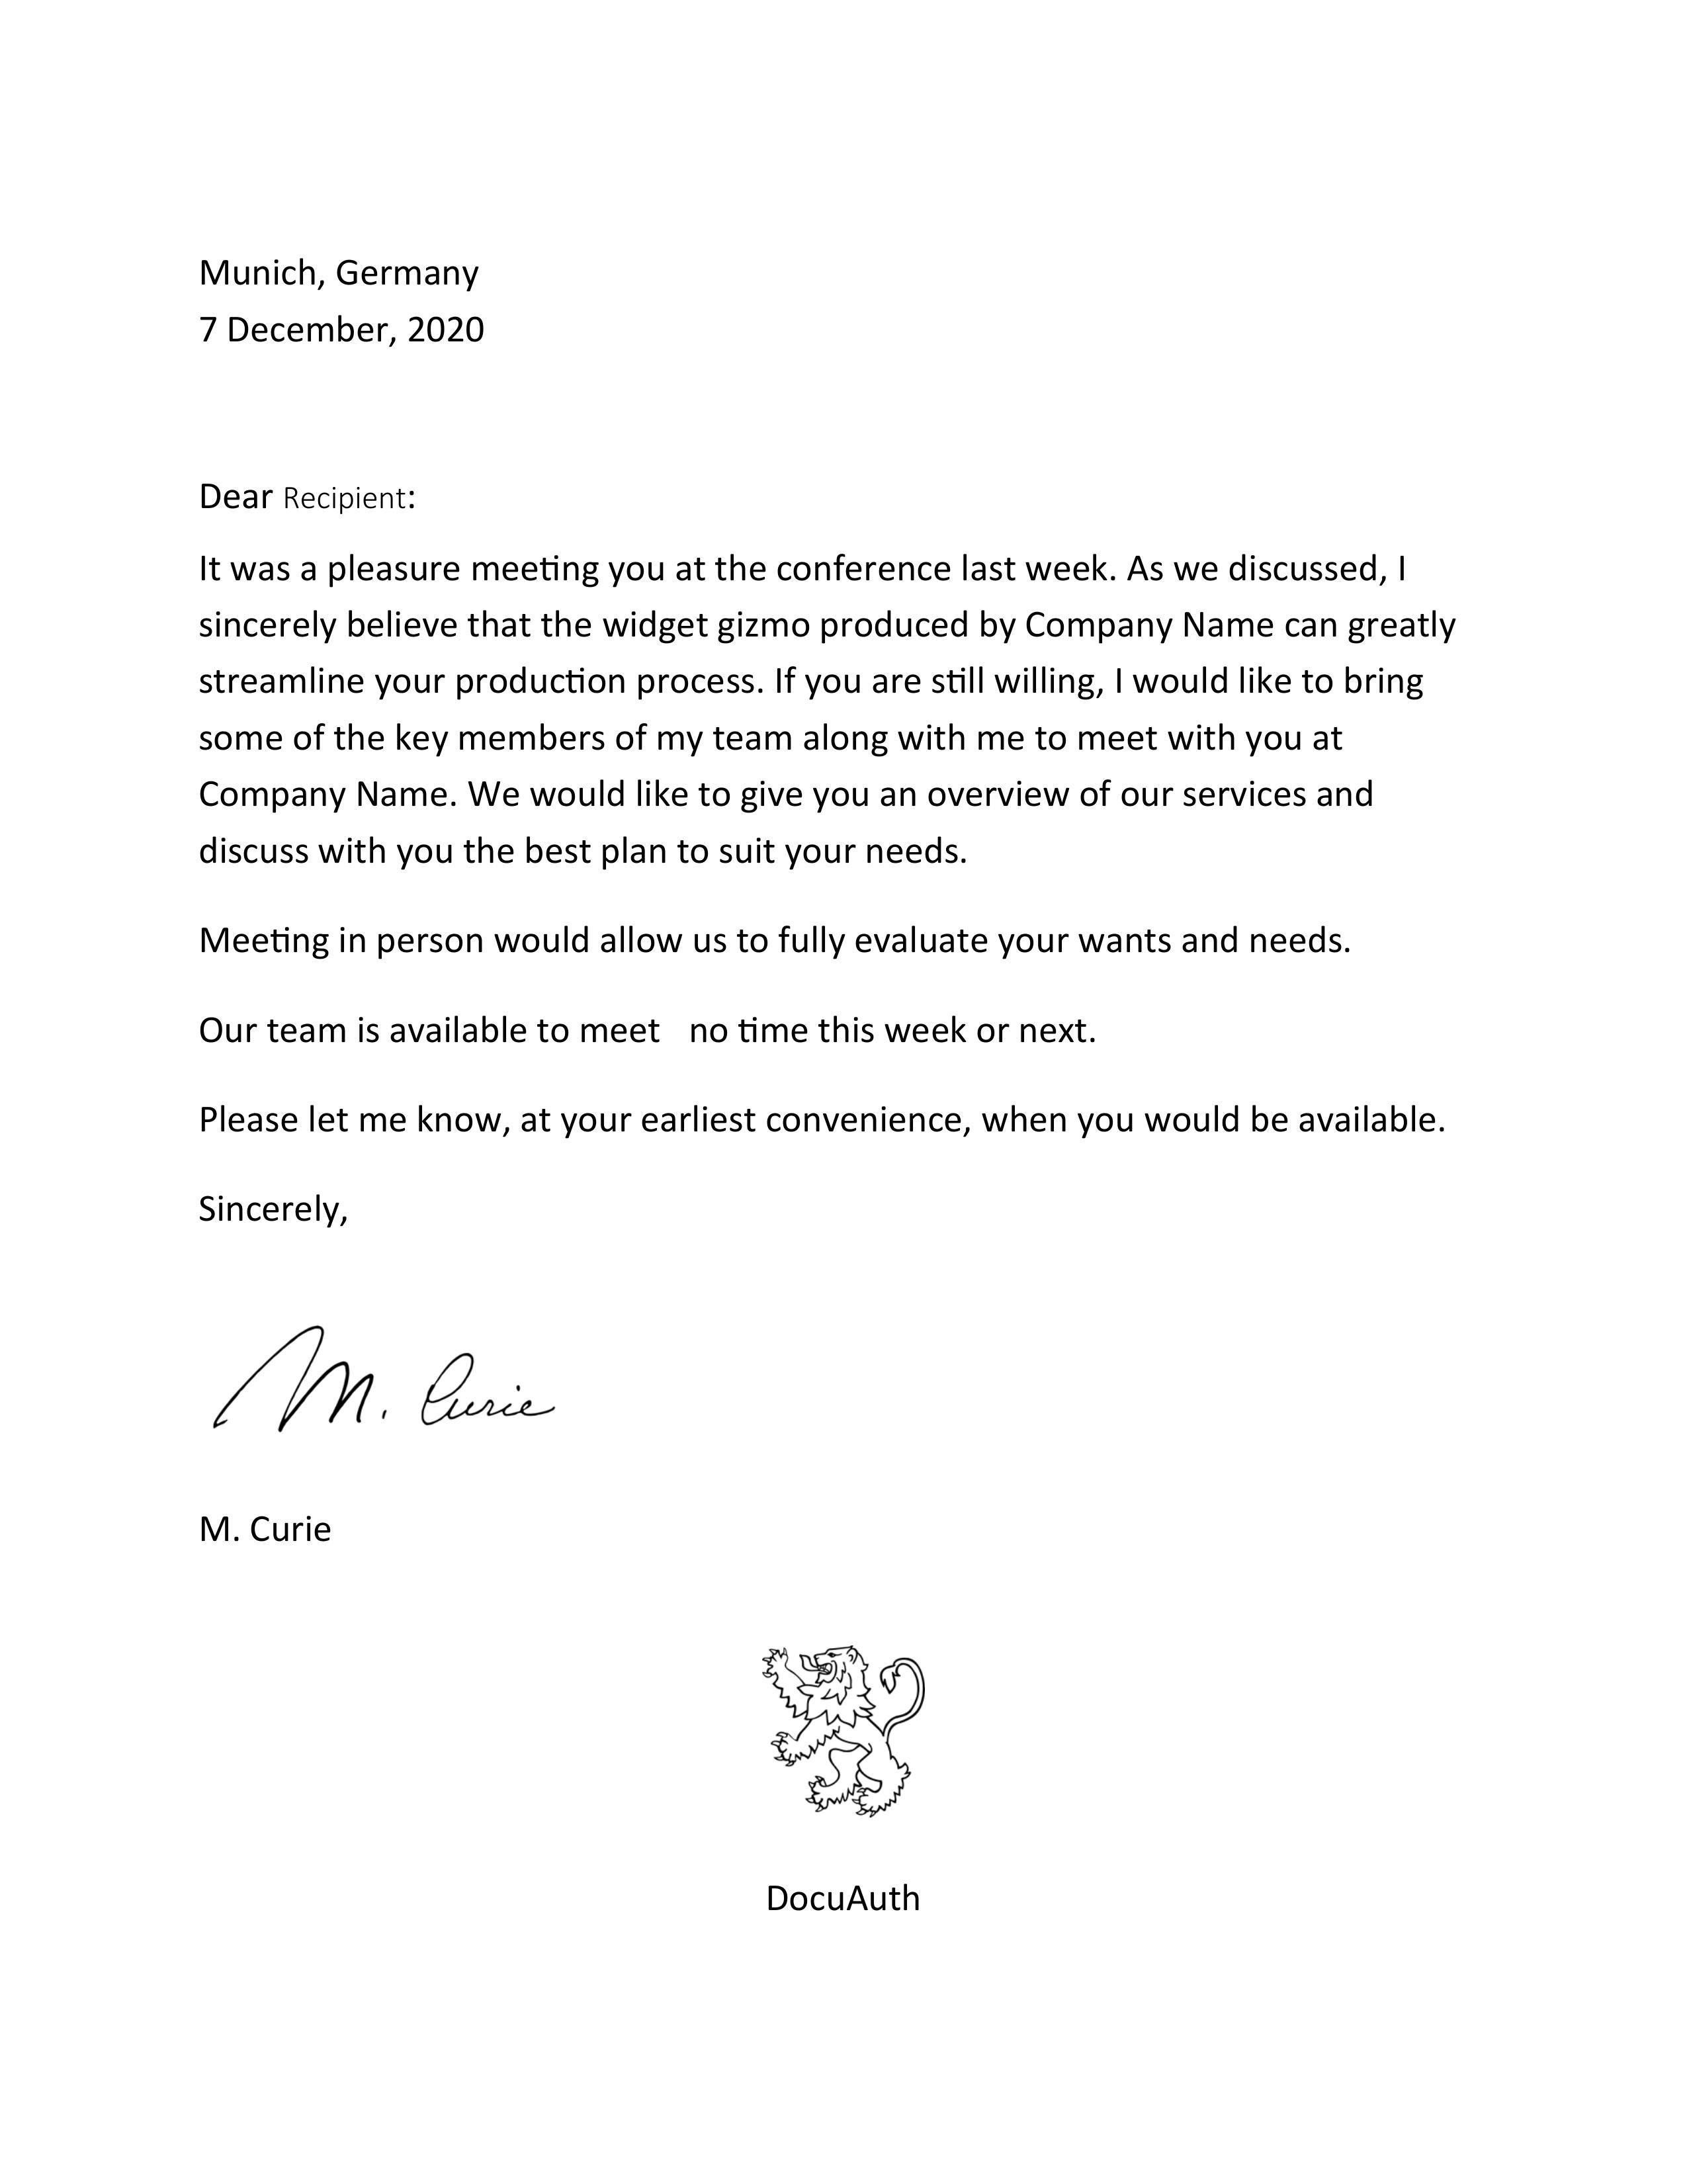 Munich, Germany
7 December, 2020
Dear Recipient:
It was a pleasure meeting you at the conference last week. As we discussed, I
sincerely believe that the widget gizmo produced by Company Name can greatly
streamline your production process. If you are still willing, I would like to bring
some of the key members of my team along with me to meet with you at
Company Name. We would like to give you an overview of our services and
discuss with you the best plan to suit your needs.
Meeting in person would allow us to fully evaluate your wants and needs.
Our team is available to meet   no time this week or next.
Please let me know, at your earliest convenience, when you would be available.
Sincerely,
M. Curie
M. Curie
DocuAuth